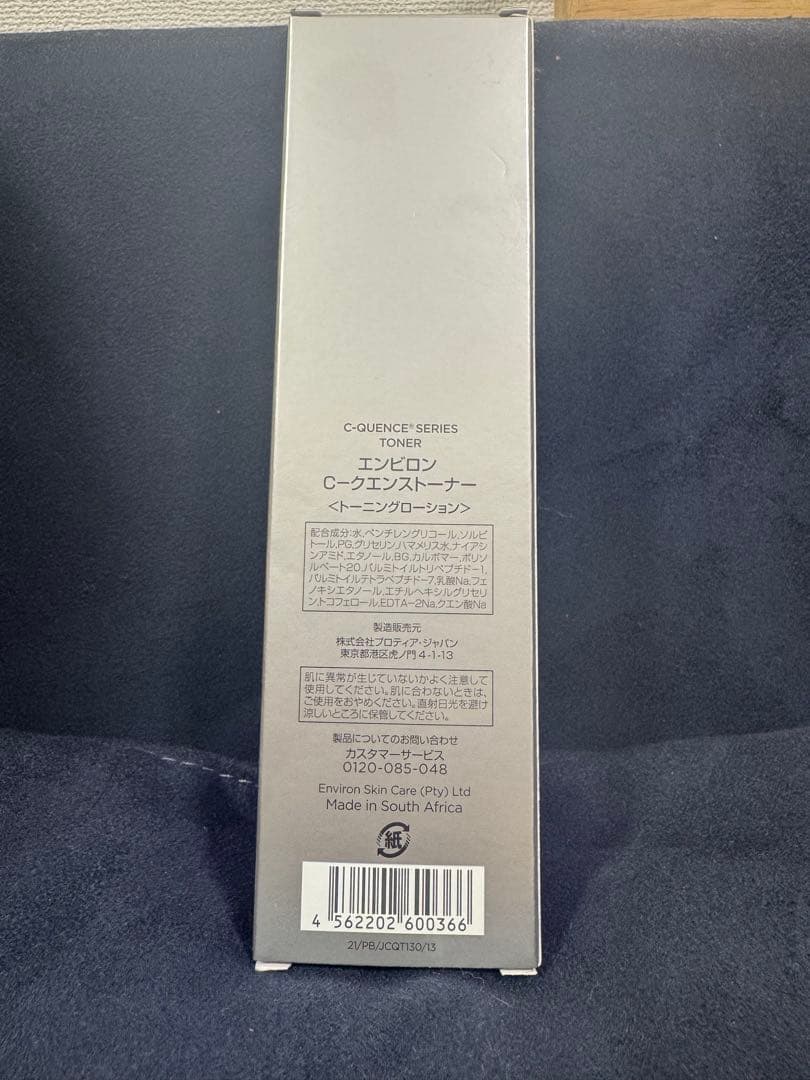 C-QUENCE® SERIES
TONER
エンビロン
C-クエンストーナー
<トーニングローション>
配合成分:水,ペンチレングリコール,ソルビ
トール,PG,グリセリン,ハマメリス水,ナイアシ
ンアミド,エタノール,BG,カルボマー,ポリソ
ルベート20,パルミトイルトリペプチド-1,
パルミトイルテトラペプチド-7,乳酸Na,フェ
ノキシエタノール,エチルヘキシルグリセリ
ン,トコフェロール,EDTA-2Na,クエン酸Na
製造販売元
株式会社プロティア・ジャパン
東京都港区虎ノ門4-1-13
肌に異常が生じていないかよく注意して
使用してください。肌に合わないときは、
ご使用をおやめください。直射日光を避け
涼しいところに保管してください。
製品についてのお問い合わせ
カスタマーサービス
0120-085-048
Environ Skin Care (Pty) Ltd
Made in South Africa
紙
4 562202 600366
21/PB/JCQT130/13